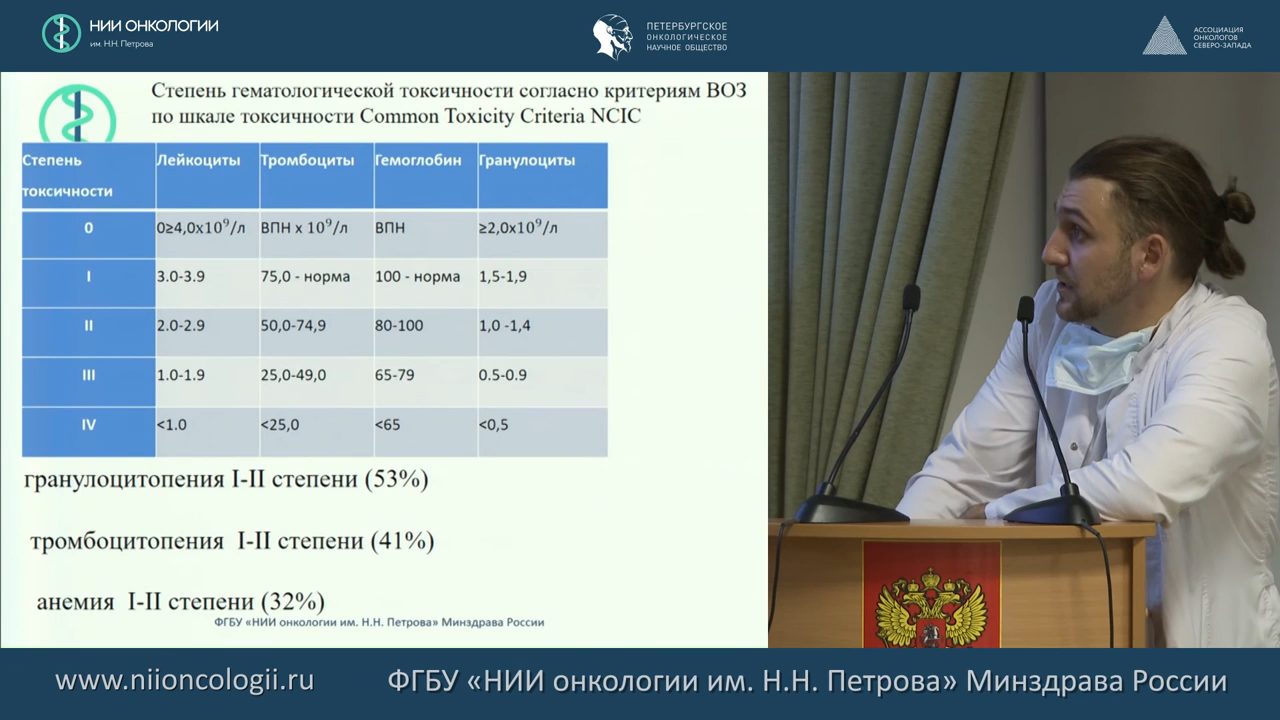 НИИ ОНКОЛОГИИ
им. Н.Н. Петрова
ПЕТЕРБУРГСКОЕ
ОНКОЛОГИЧЕСКОЕ
НАУЧНОЕ ОБЩЕСТВО
АССОЦИАЦИЯ
ОНКОЛОГОВ
СЕВЕРО-ЗАПАДА
Степень гематологической токсичности согласно критериям ВОЗ
по шкале токсичности Common Toxicity Criteria NCIC
Степень токсичности Лейкоциты Тромбоциты Гемоглобин Гранулоциты
0 0≥4,0x10⁹/л ВПН x 10⁹/л ВПН ≥2,0x10⁹/л
I 3.0-3.9 75,0 - норма 100 - норма 1,5-1,9
II 2.0-2.9 50,0-74,9 80-100 1,0 -1,4
III 1.0-1.9 25,0-49,0 65-79 0.5-0.9
IV <1.0 <25,0 <65 <0,5
гранулоцитопения I-II степени (53%)
тромбоцитопения I-II степени (41%)
анемия I-II степени (32%)
ФГБУ «НИИ онкологии им. Н.Н. Петрова» Минздрава России
www.niioncologii.ru ФГБУ «НИИ онкологии им. Н.Н. Петрова» Минздрава России